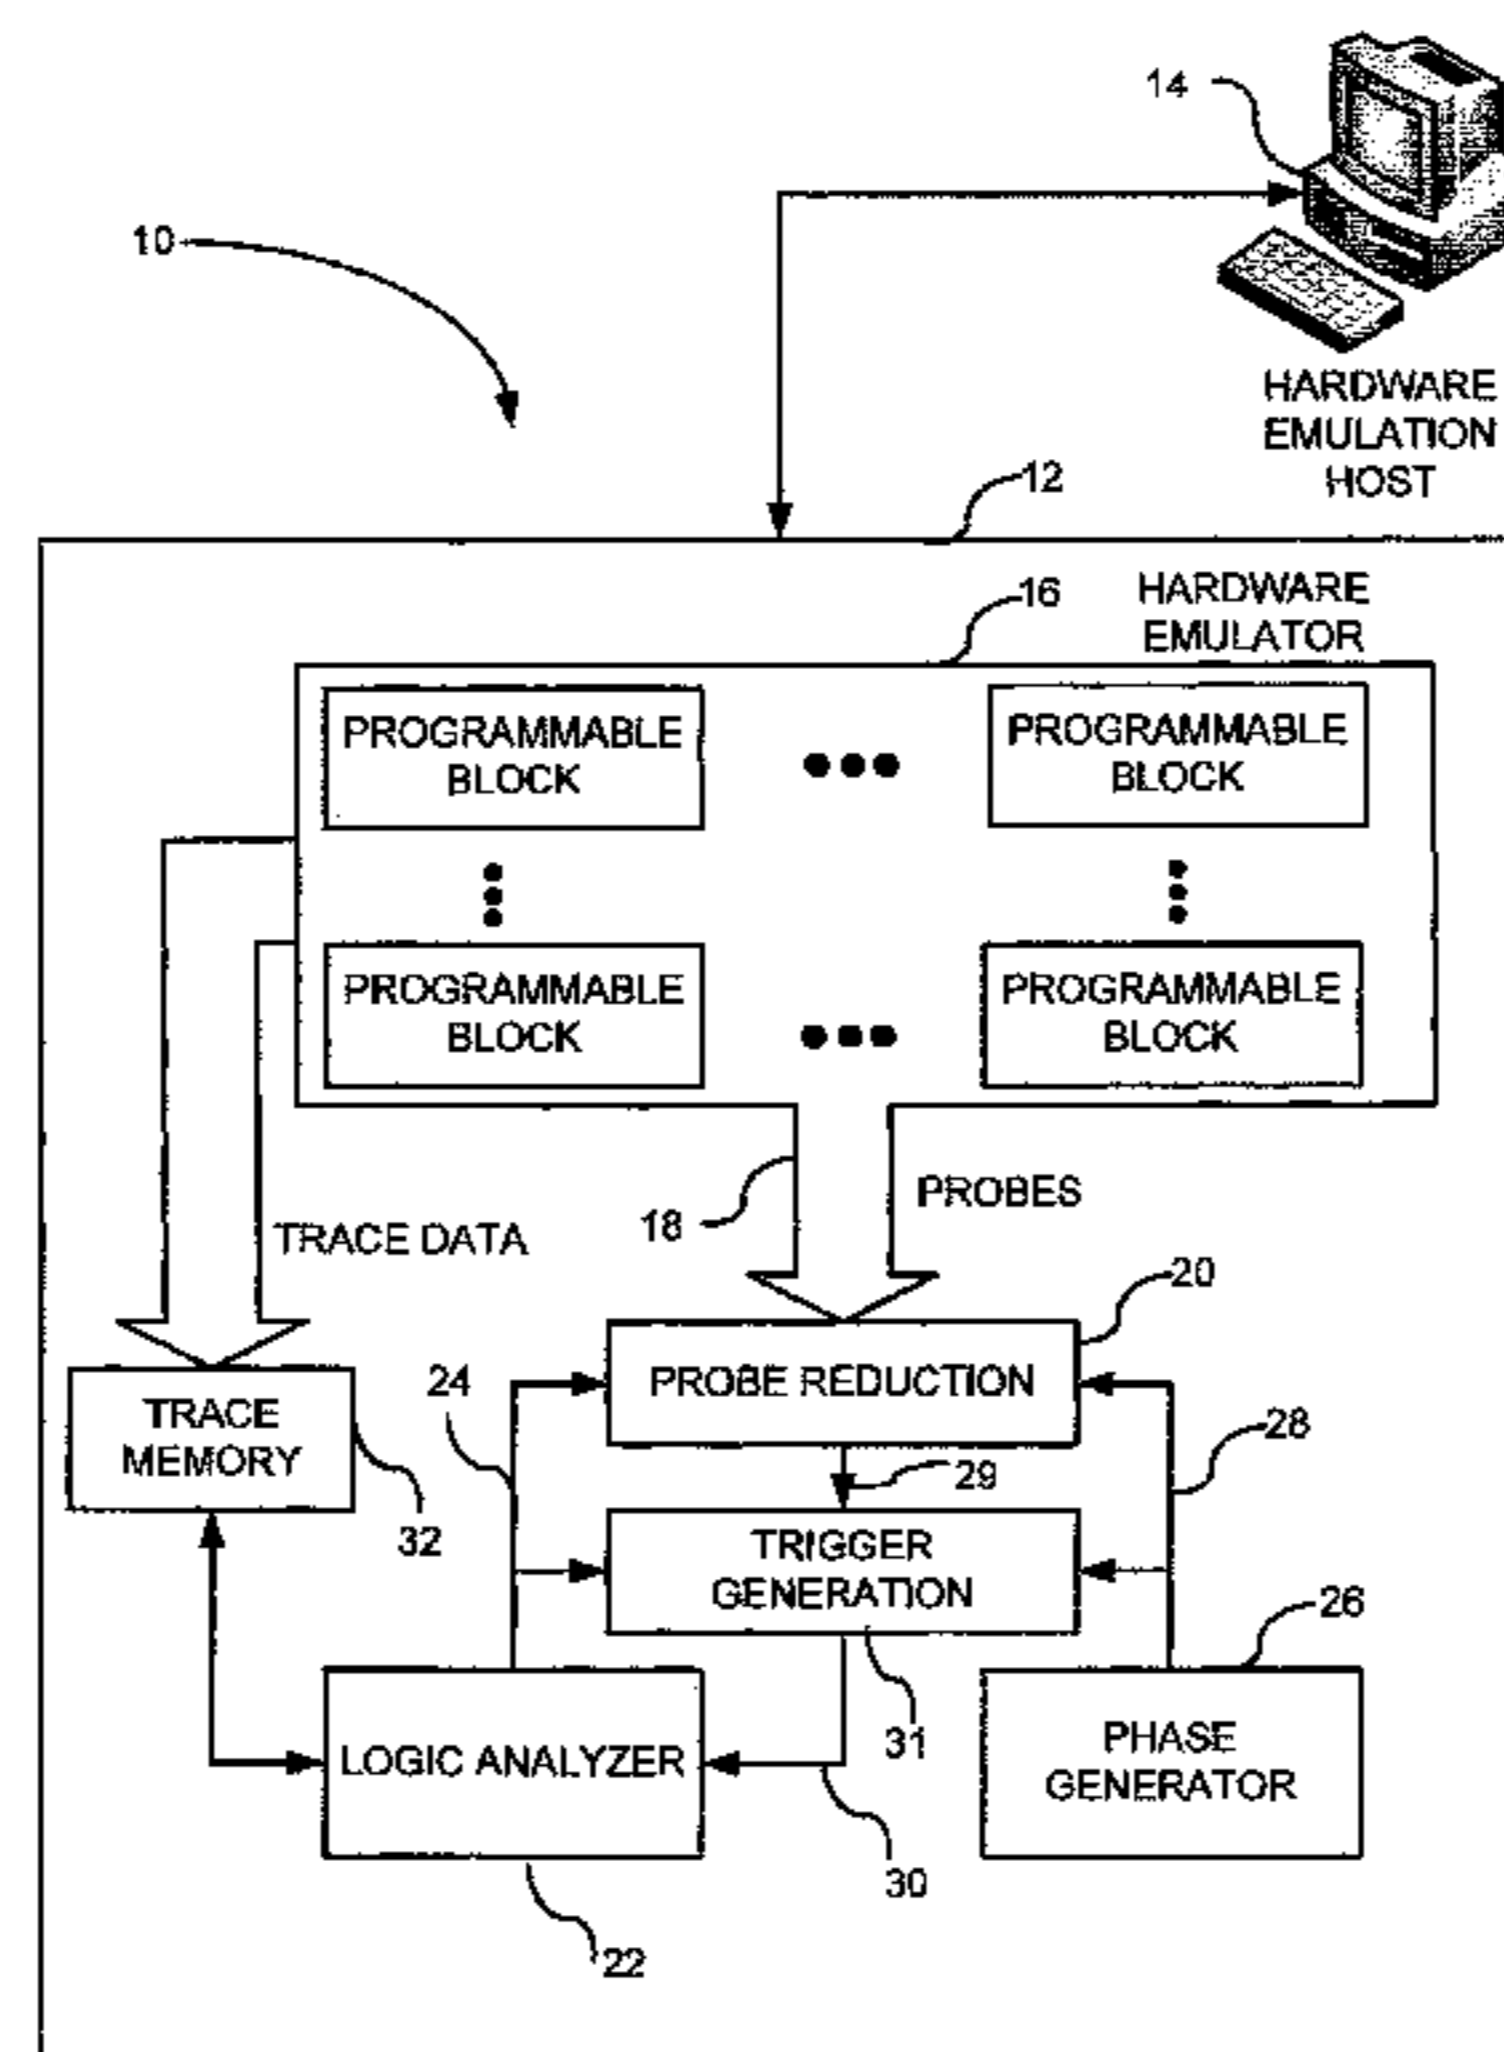 14
10
HARDWARE
EMULATION
HOST
12
16
HARDWARE
EMULATOR
PROGRAMMABLE
BLOCK
PROGRAMMABLE
BLOCK
PROGRAMMABLE
BLOCK
PROGRAMMABLE
BLOCK
18
PROBES
TRACE DATA
20
24
PROBE REDUCTION
TRACE
MEMORY
28
29
32
TRIGGER
GENERATION
26
31
LOGIC ANALYZER
PHASE
GENERATOR
30
22